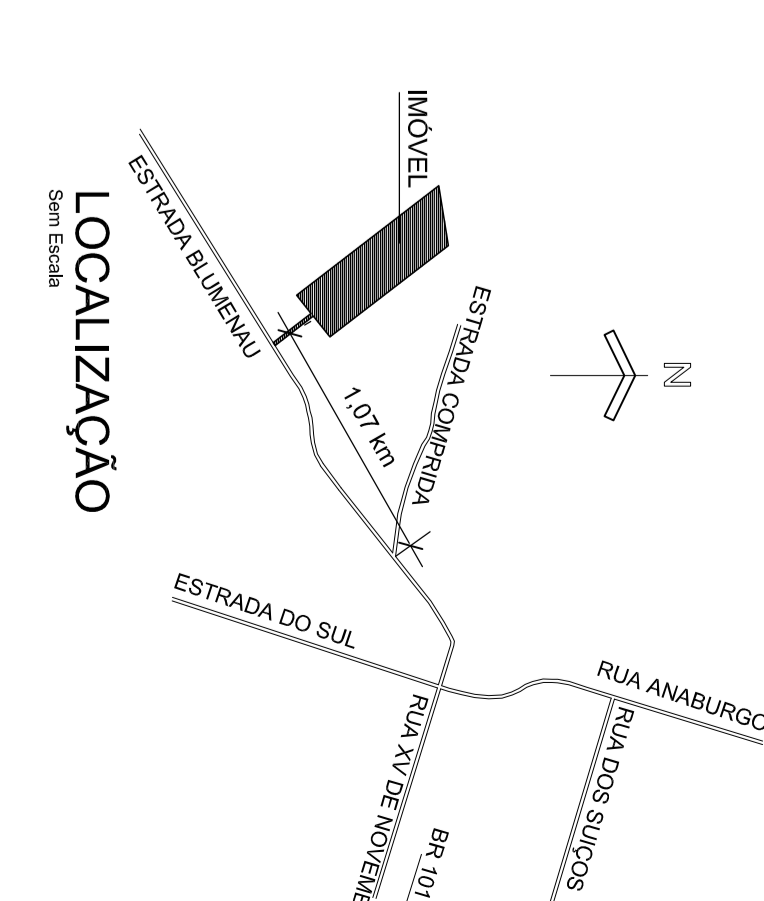 IMÓVEL
ESTRADA BLUMENAU
ESTRADA COMPRIDA
1,07 km
N
ESTRADA DO SUL
RUA ANABURGO
RUA XV DE NOVEMB
RUA DOS SUIÇOS
BR 101
LOCALIZAÇÃO
Sem Escala